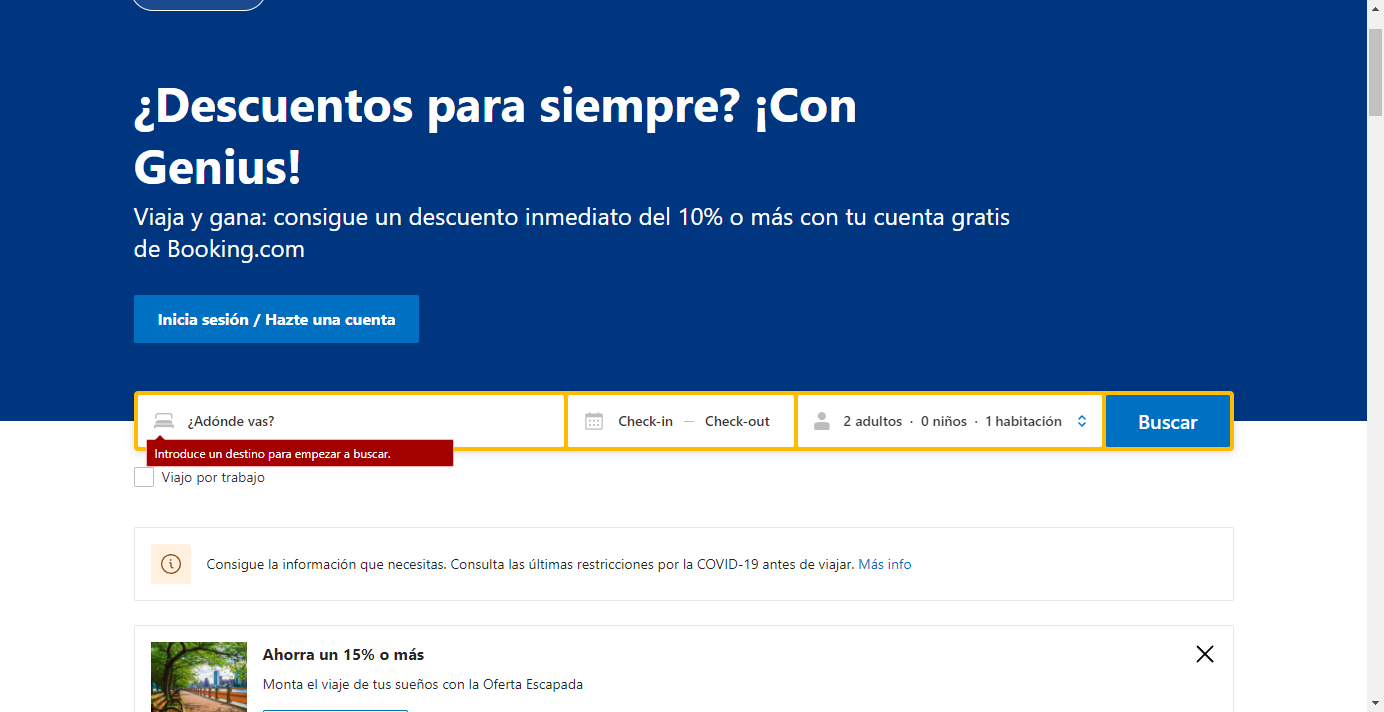 ¿Descuentos para siempre? ¡Con
Genius!
Viaja y gana: consigue un descuento inmediato del 10% o más con tu cuenta gratis
de Booking.com
Inicia sesión / Hazte una cuenta
¿Adónde vas?
Check-in — Check-out
2 adultos · 0 niños · 1 habitación
Buscar
Introduce un destino para empezar a buscar.
Viajo por trabajo
Consigue la información que necesitas. Consulta las últimas restricciones por la COVID-19 antes de viajar. Más info
Ahorra un 15% o más
Monta el viaje de tus sueños con la Oferta Escapada